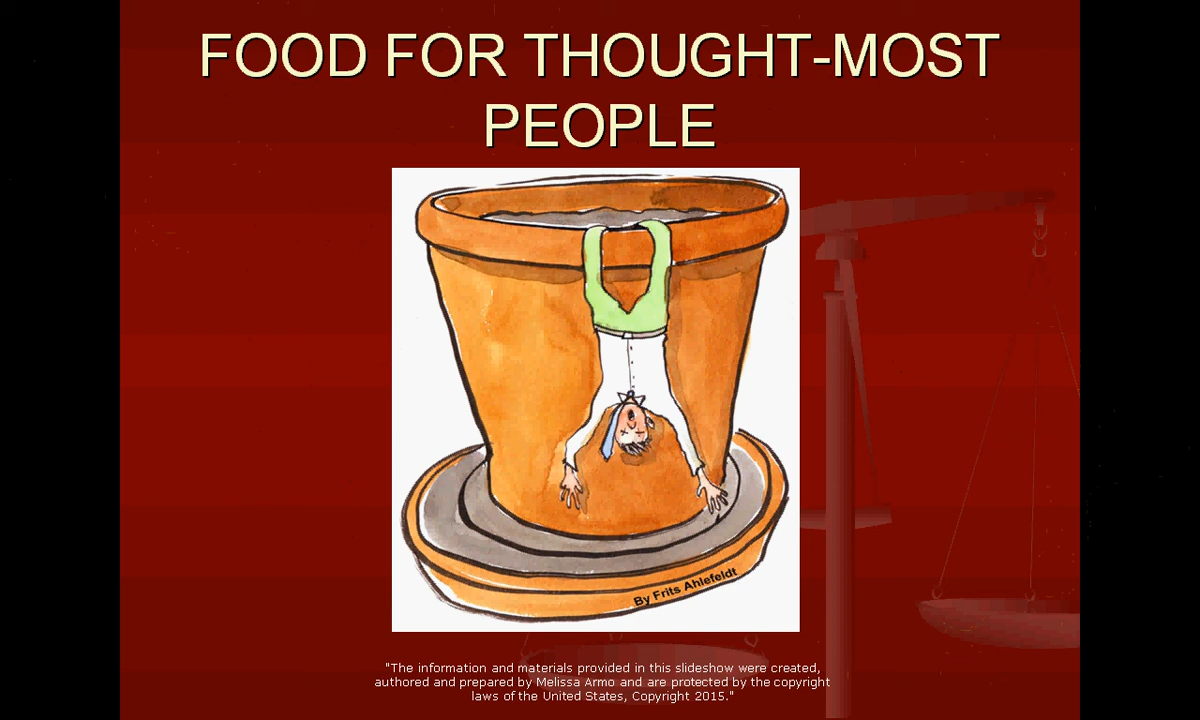 FOOD FOR THOUGHT-MOST
PEOPLE
By Frits Ahlefeldt
"The information and materials provided in this slideshow were created,
authored and prepared by Melissa Armo and are protected by the copyright
laws of the United States, Copyright 2015."